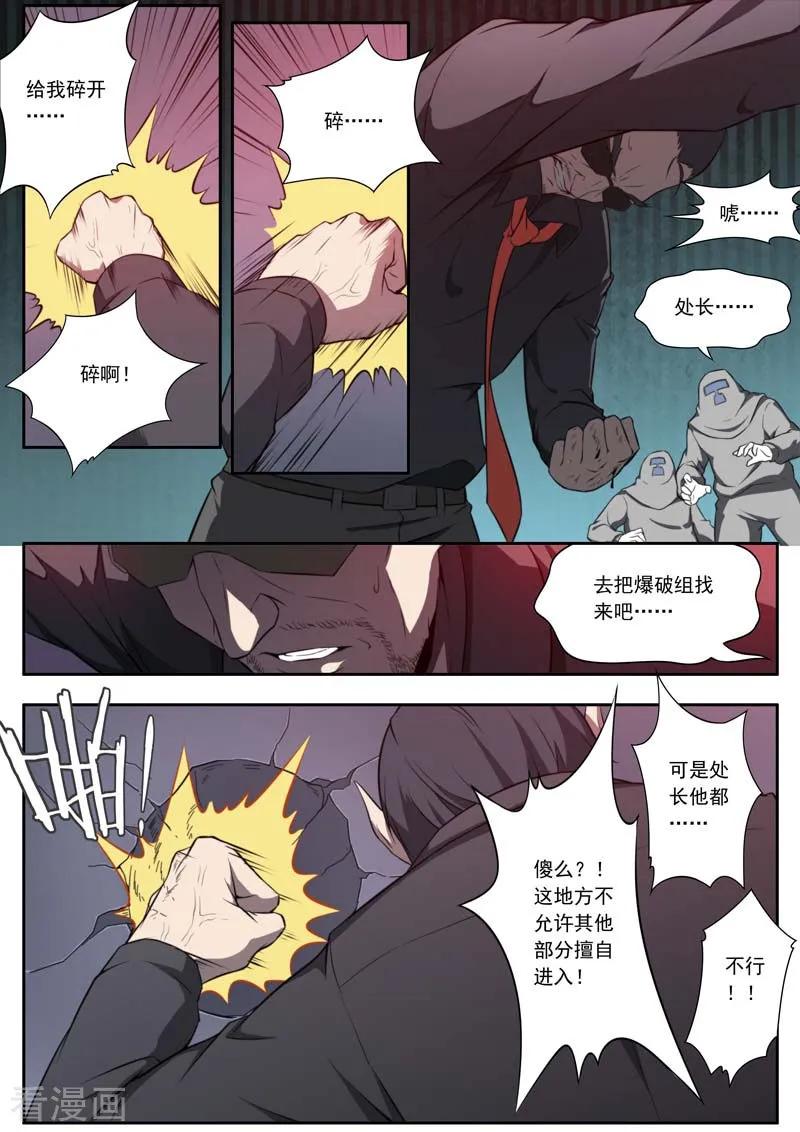 给我碎开
……
碎……
碎啊！
唬……
处长……
去把爆破组找
来吧……
可是处
长他都
……
傻么？！
这地方不
允许其他
部分擅自
进入！
不行
！！
看漫画